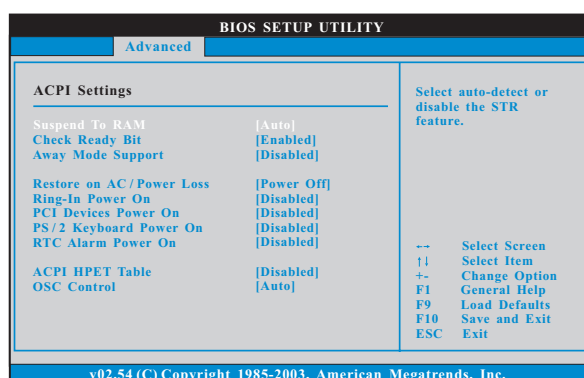 BIOS SETUP UTILITY
Advanced
ACPI Settings
Suspend To RAM [Auto]
Check Ready Bit [Enabled]
Away Mode Support [Disabled]
Restore on AC / Power Loss [Power Off]
Ring-In Power On [Disabled]
PCI Devices Power On [Disabled]
PS / 2 Keyboard Power On [Disabled]
RTC Alarm Power On [Disabled]
ACPI HPET Table [Disabled]
OSC Control [Auto]
Select auto-detect or
disable the STR
feature.
←→ Select Screen
↑↓ Select Item
+- Change Option
F1 General Help
F9 Load Defaults
F10 Save and Exit
ESC Exit
v02.54 (C) Copyright 1985-2003, American Megatrends, Inc.